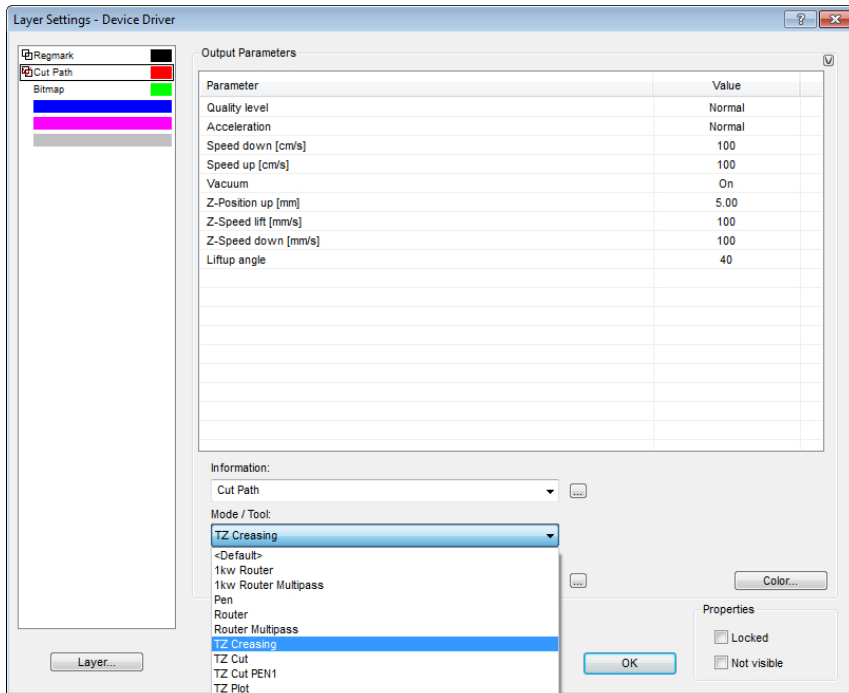 Layer Settings - Device Driver
Regmark
Cut Path
Bitmap
Output Parameters
Parameter Value
Quality level Normal
Acceleration Normal
Speed down [cm/s] 100
Speed up [cm/s] 100
Vacuum On
Z-Position up [mm] 5.00
Z-Speed lift [mm/s] 100
Z-Speed down [mm/s] 100
Liftup angle 40
Information:
Cut Path
...
Mode / Tool:
TZ Creasing
<Default>
1kw Router
1kw Router Multipass
Pen
Router
Router Multipass
TZ Creasing
TZ Cut
TZ Cut PEN1
TZ Plot
...
Color...
Properties
Locked
Not visible
Layer...
OK